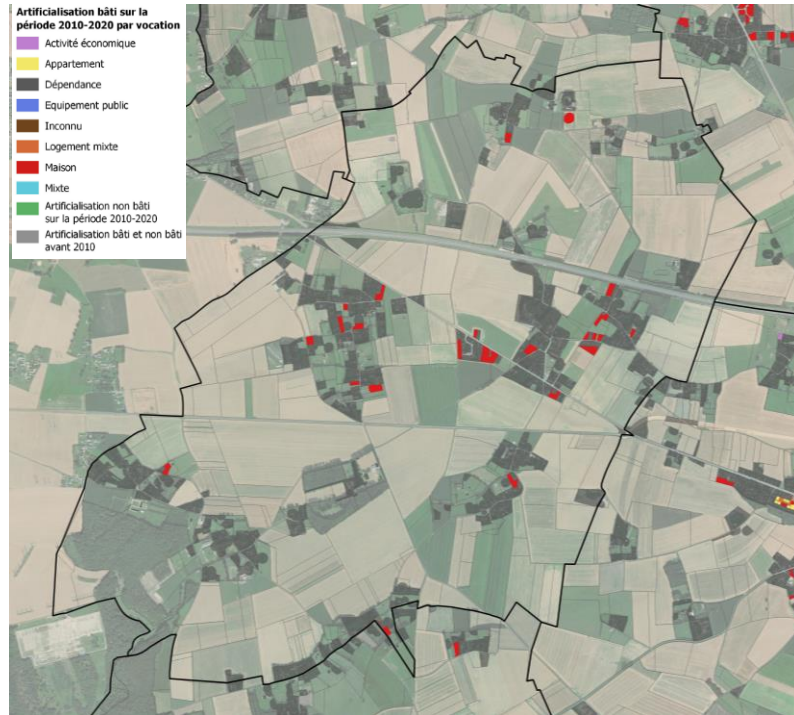 Artificialisation bâti sur la
période 2010-2020 par vocation
Activité économique
Appartement
Dépendance
Equipement public
Inconnu
Logement mixte
Maison
Mixte
Artificialisation non bâti
sur la période 2010-2020
Artificialisation bâti et non bâti
avant 2010